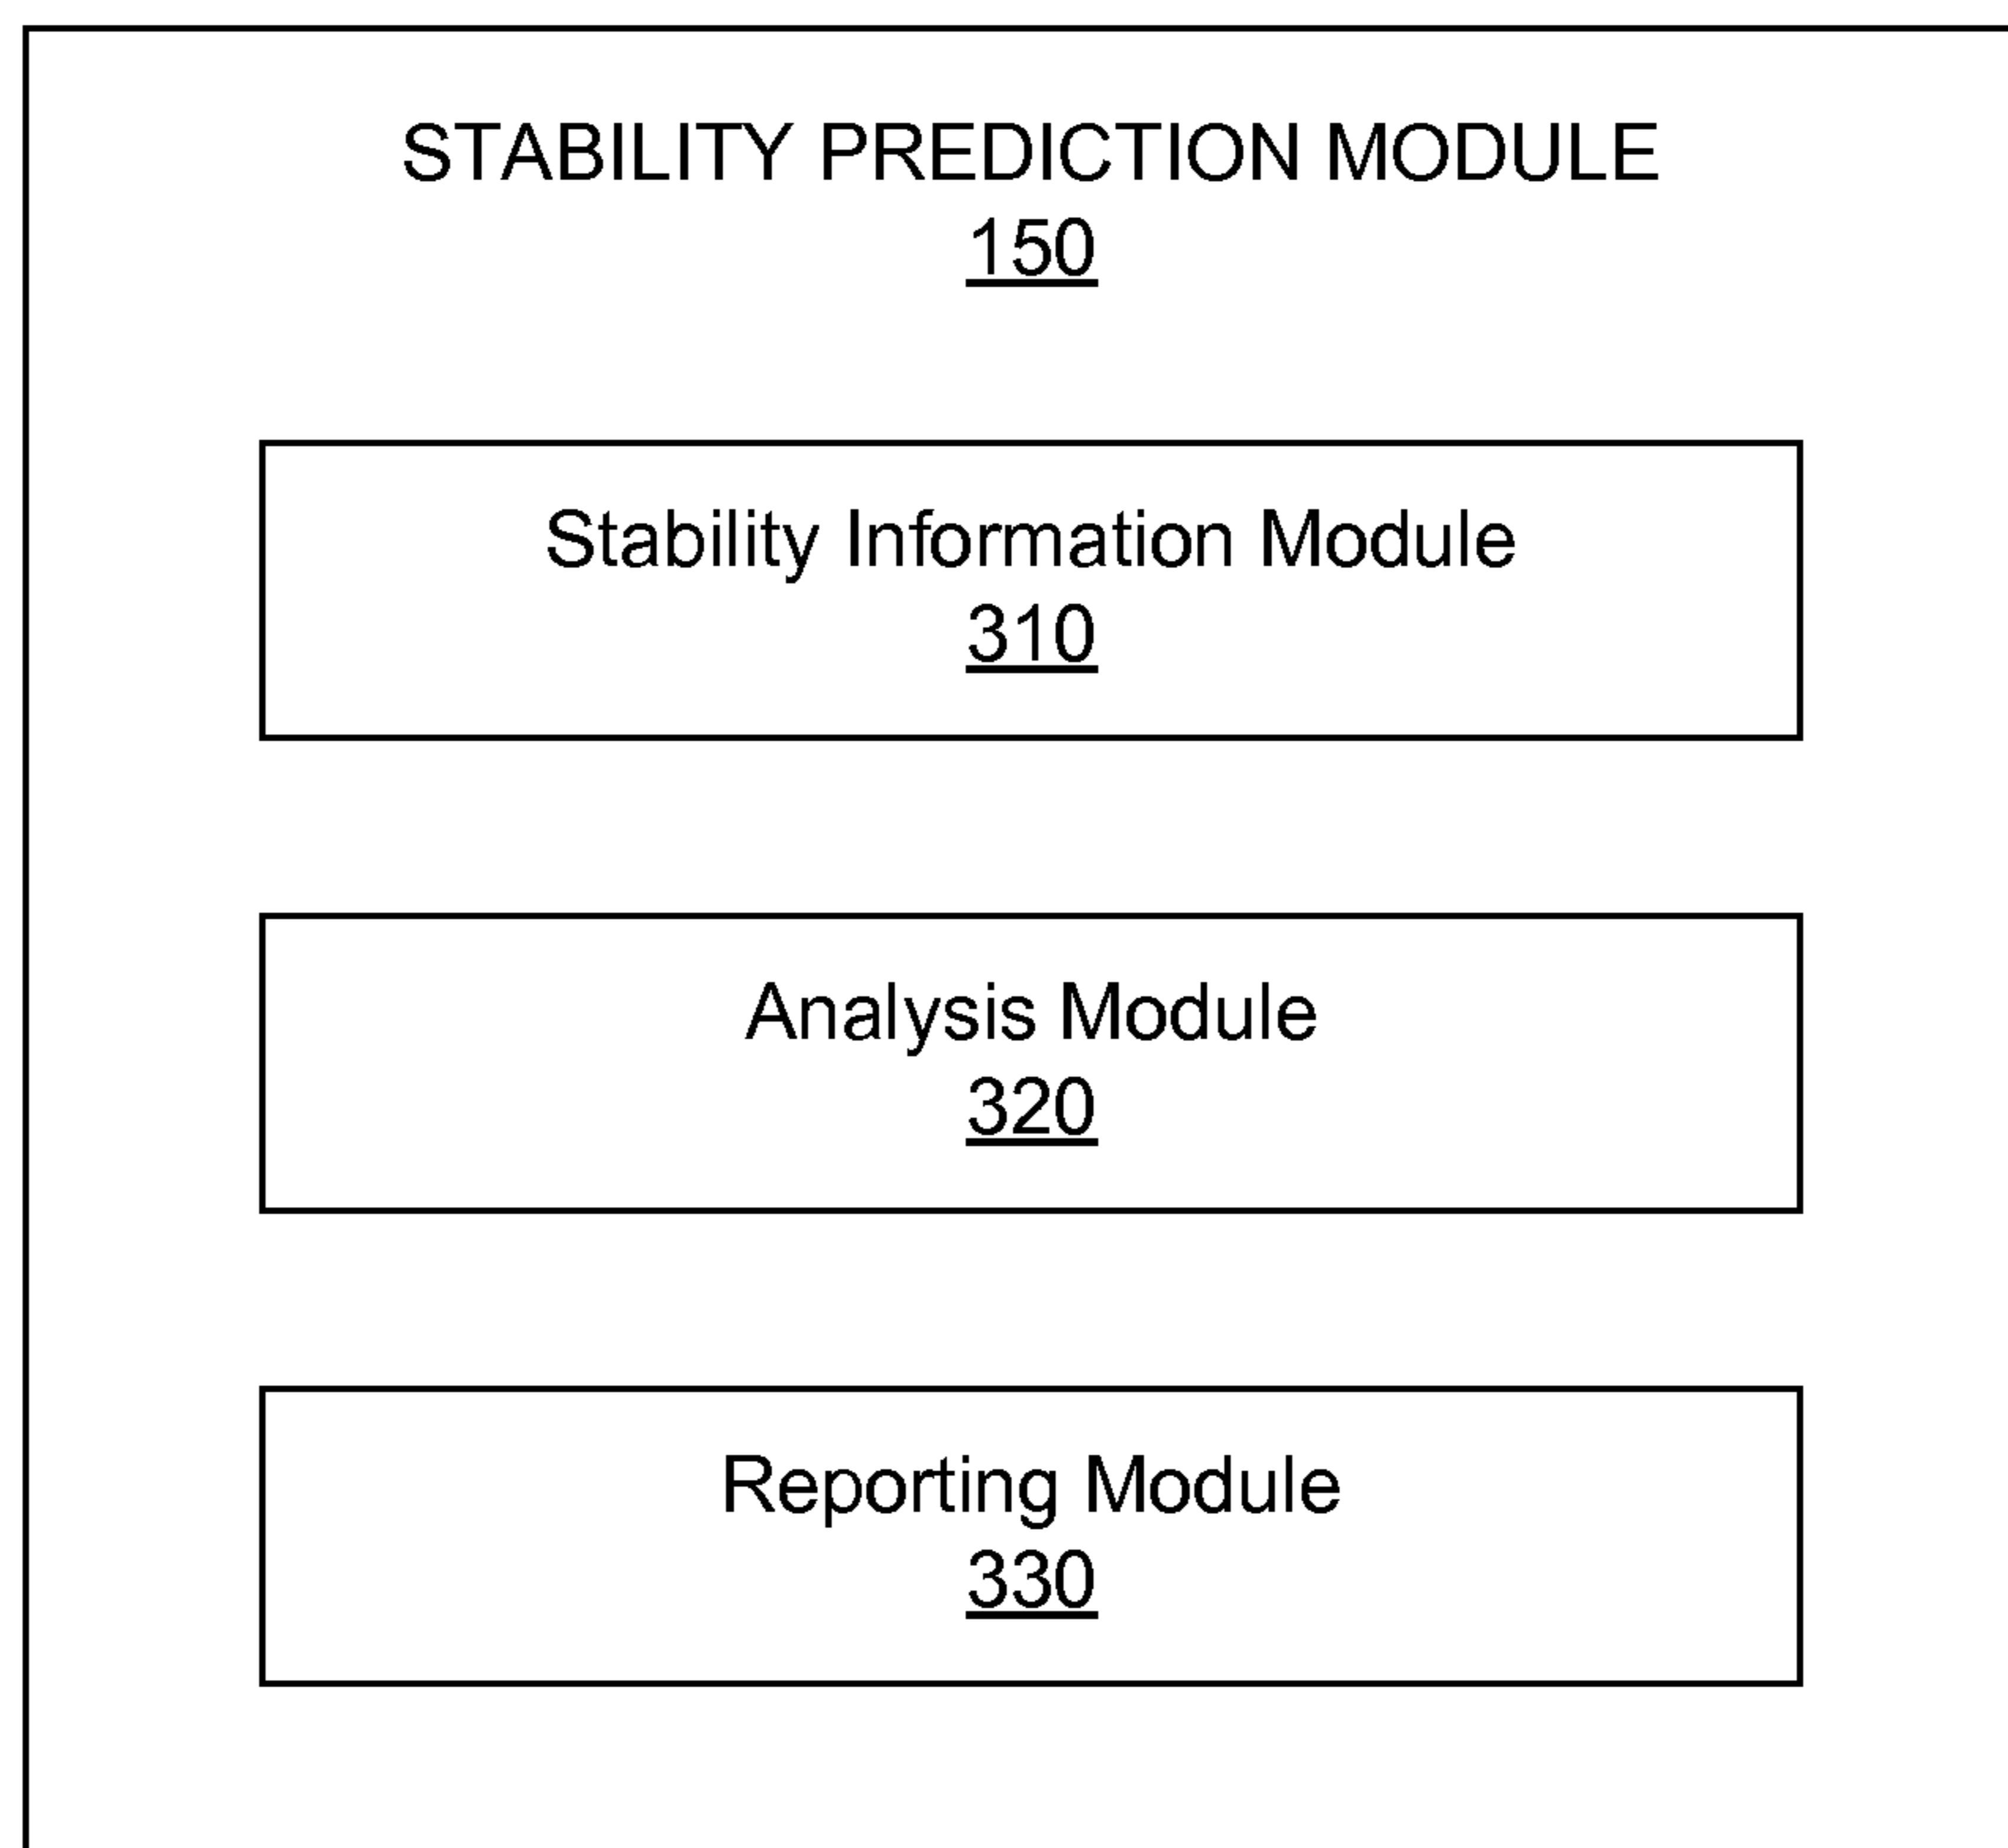 STABILITY PREDICTION MODULE
150
Stability Information Module
310
Analysis Module
320
Reporting Module
330